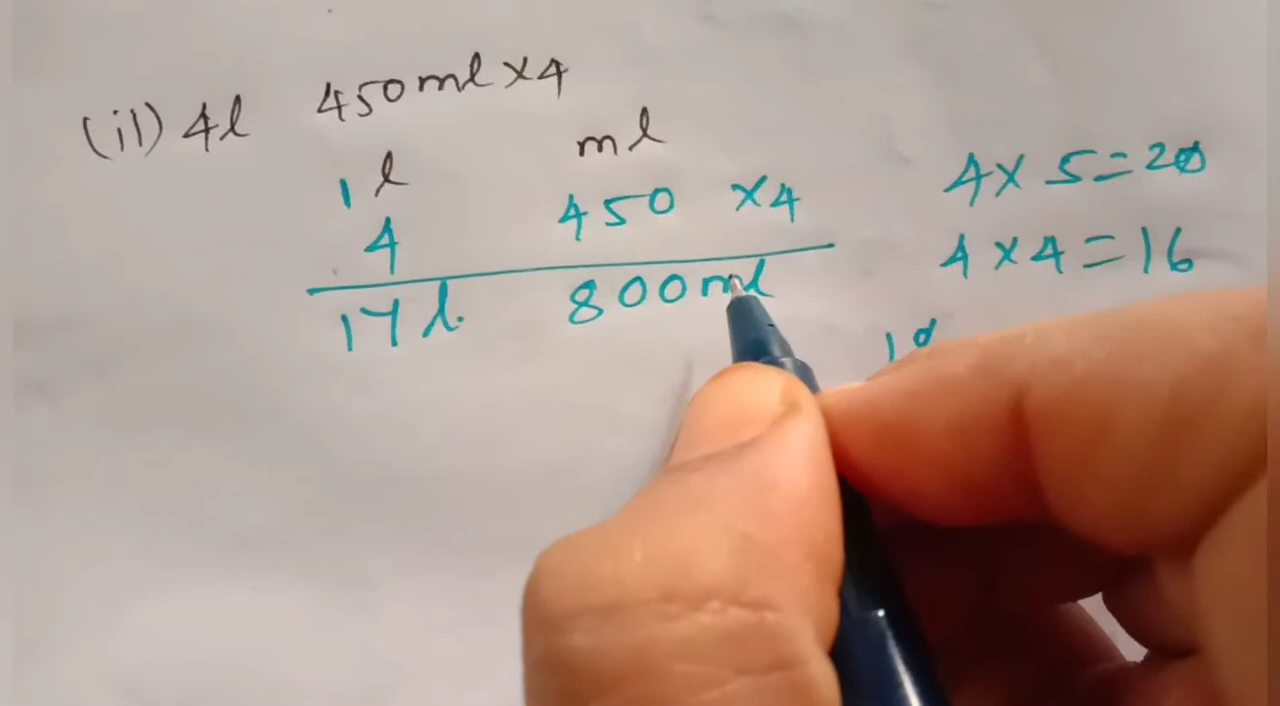 (ii) 4l 450ml x4
l ml
1
4 450 x4
17l. 800ml
4x5=20
4x4=16